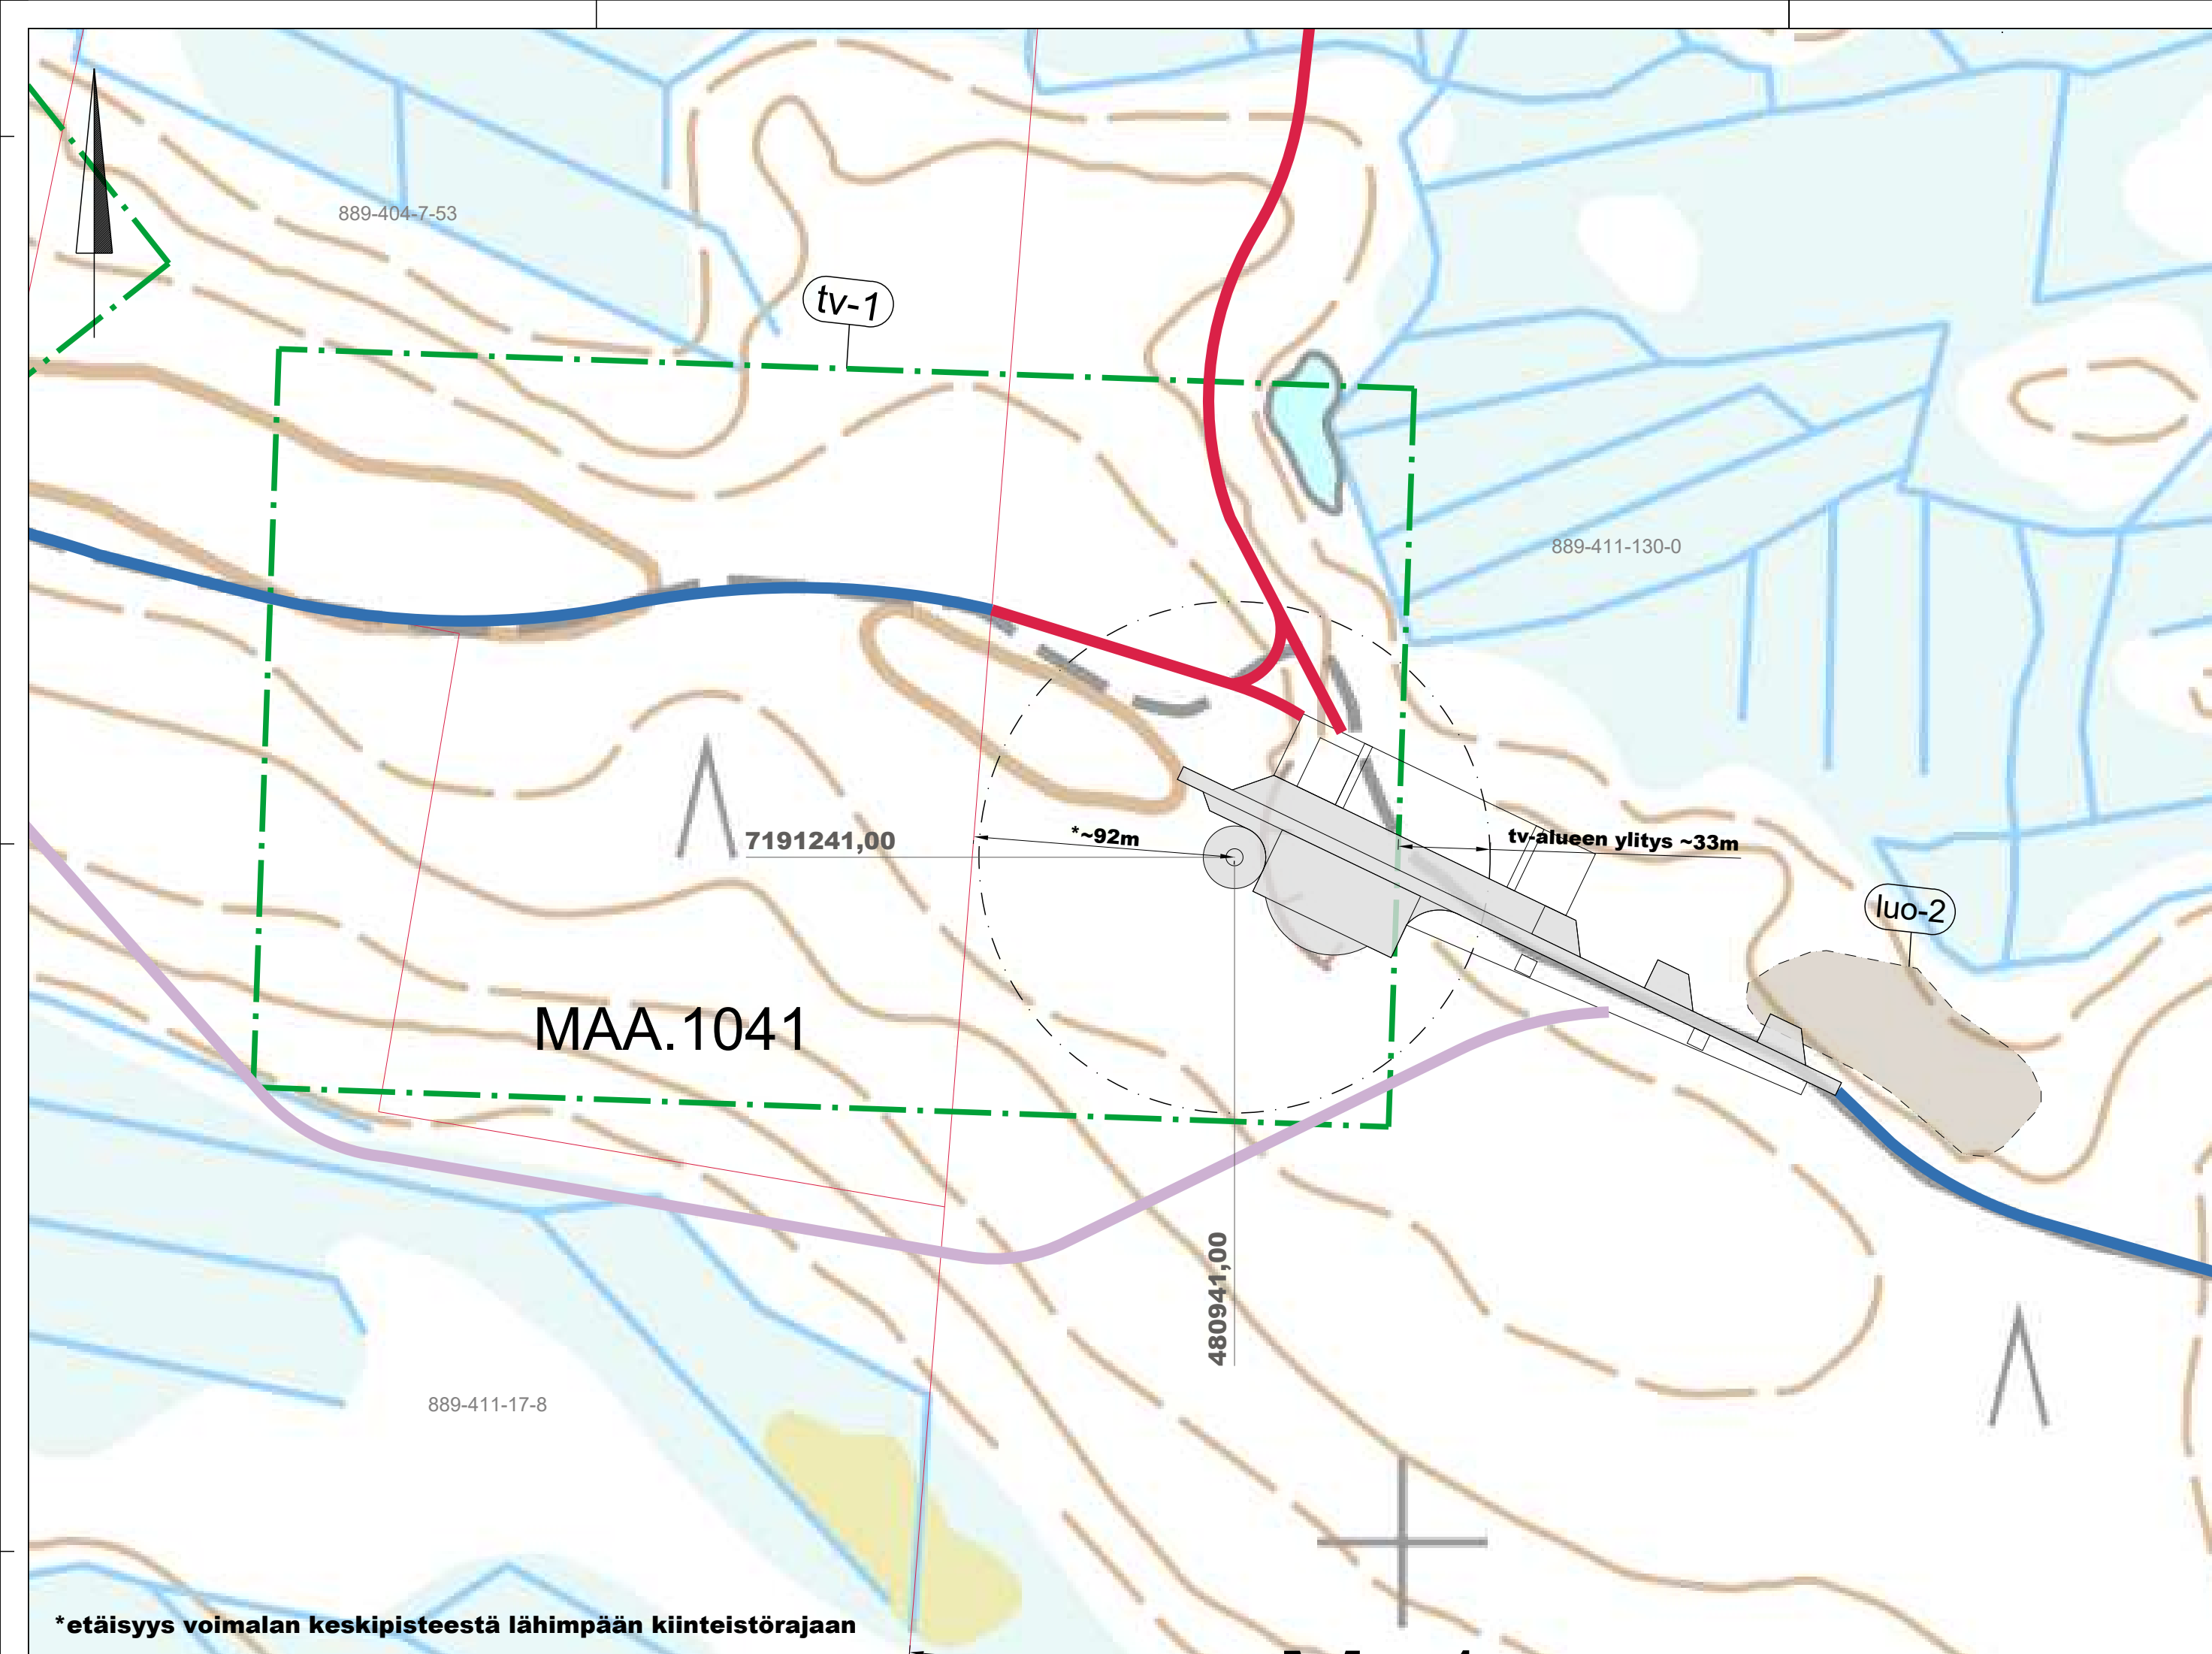 889-404-7-53
tv-1
889-411-130-0
7191241,00
*~92m
tv-alueen ylitys ~33m
luo-2
MAA.1041
480941,00
889-411-17-8
*etäisyys voimalan keskipisteestä lähimpään kiinteistörajaan